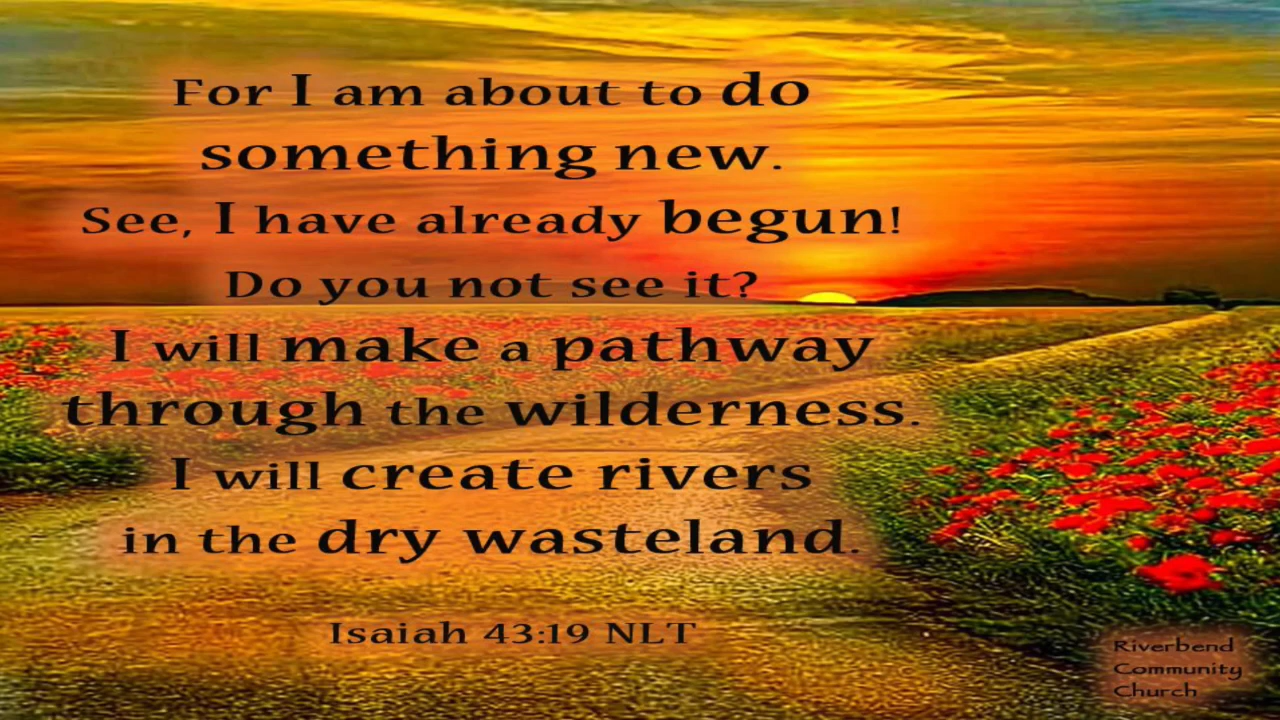 For I am about to do
something new.
See, I have already begun!
Do you not see it?
I will make a pathway
through the wilderness.
I will create rivers
in the dry wasteland.
Isaiah 43:19 NLT
Riverbend
Community
Church